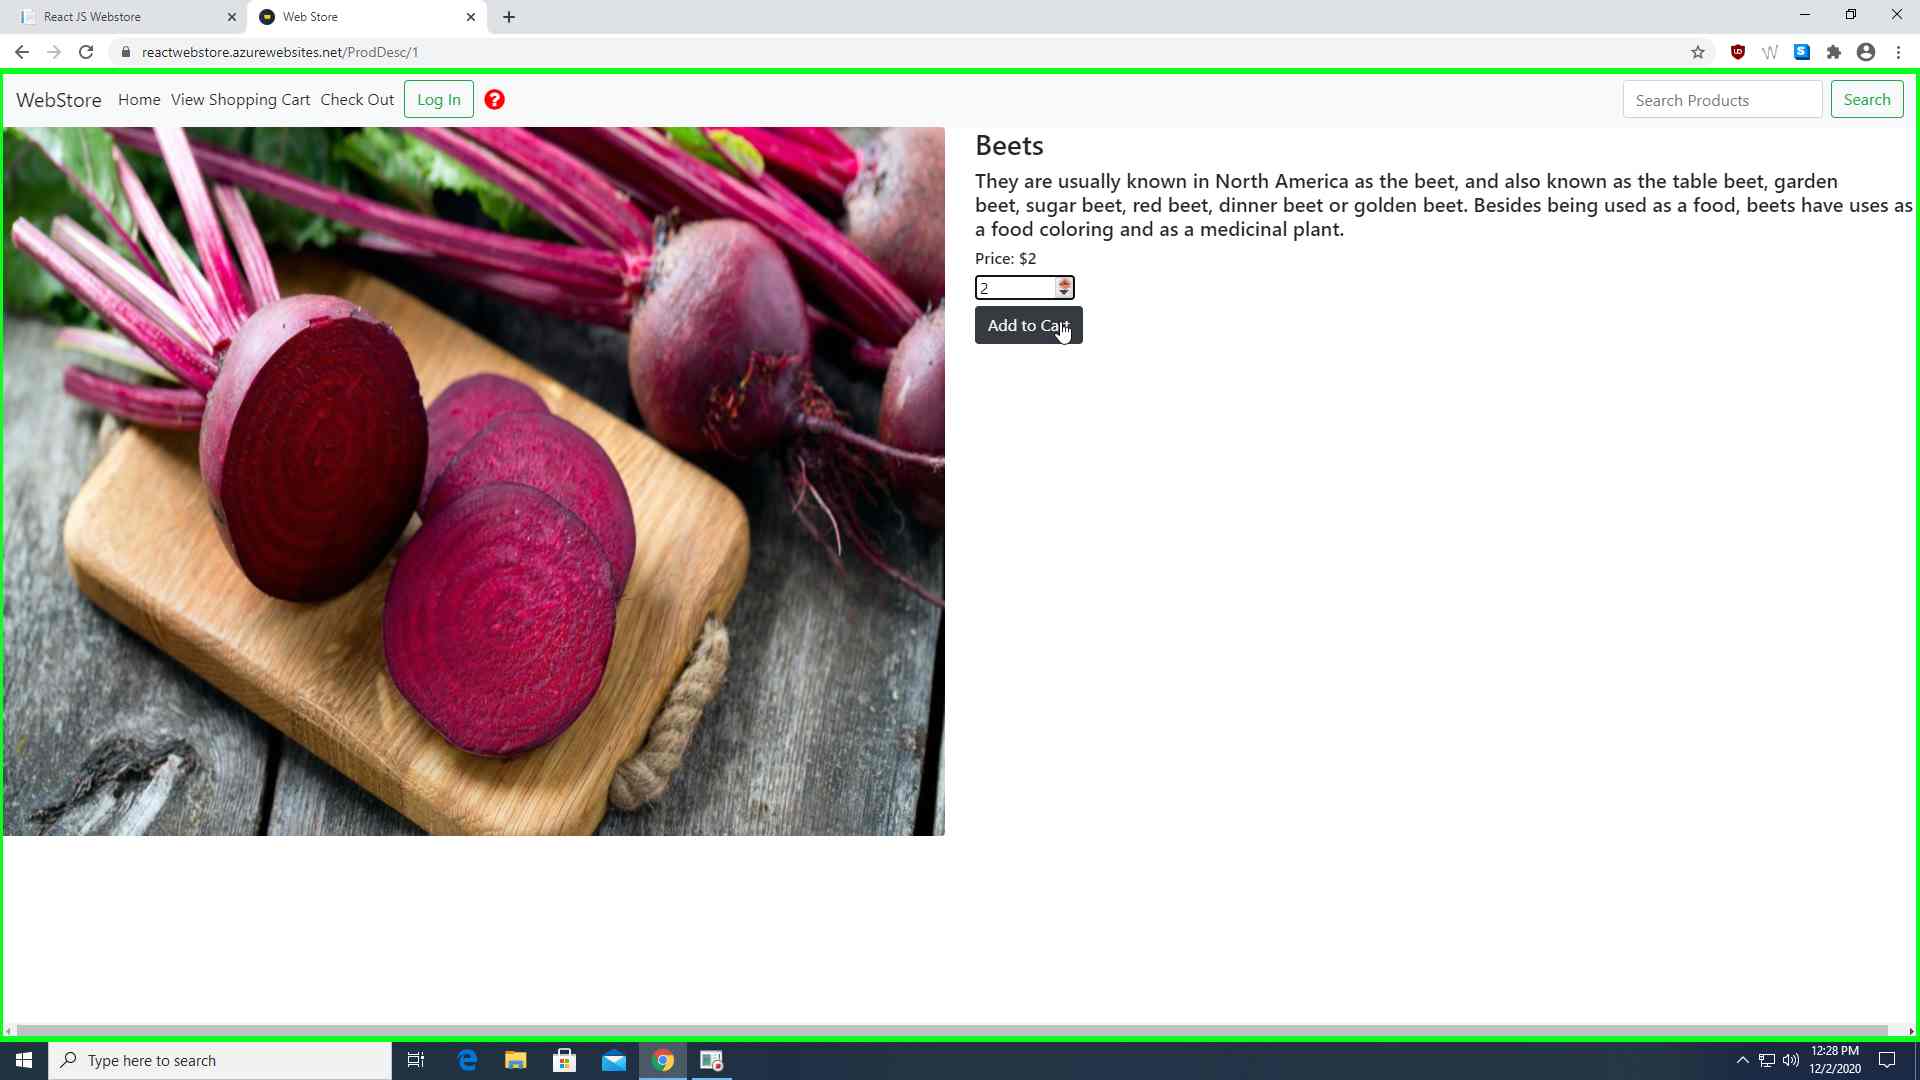 React JS Webstore
Web Store
reactwebstore.azurewebsites.net/ProdDesc/1
WebStore Home View Shopping Cart Check Out Log In ? Search Products Search
Beets
They are usually known in North America as the beet, and also known as the table beet, garden
beet, sugar beet, red beet, dinner beet or golden beet. Besides being used as a food, beets have uses as
a food coloring and as a medicinal plant.
Price: $2
2
Add to Cart
Type here to search
12:28 PM
12/2/2020